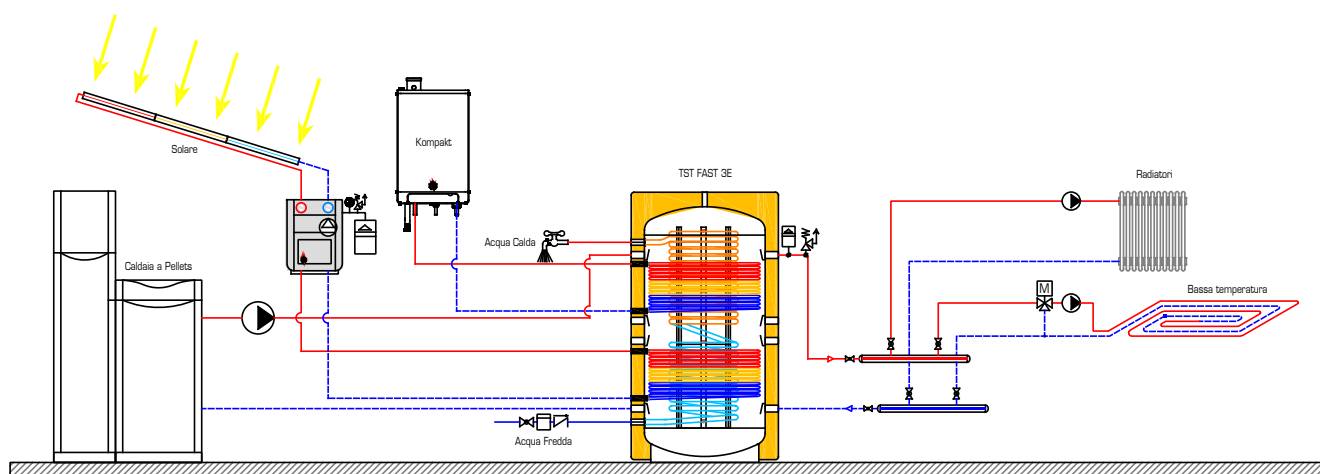 Solare
Kompakt
TST FAST 3E
Radiatori
Acqua Calda
Caldaia a Pellets
M
Bassa temperatura
Acqua Fredda